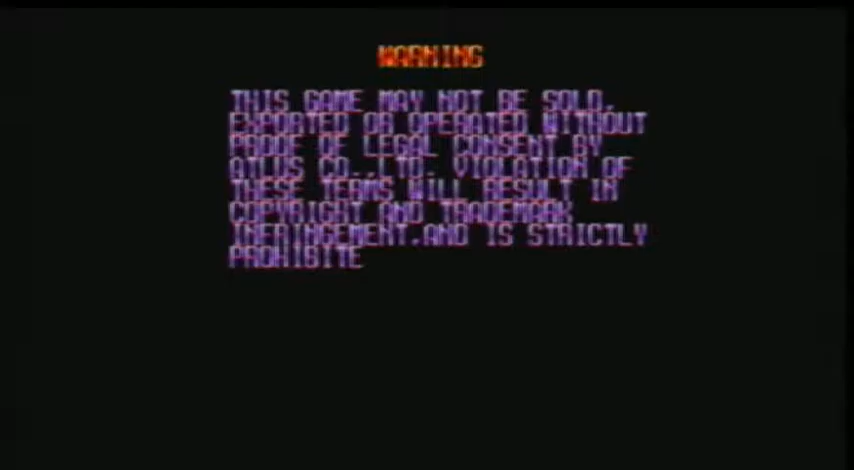 WARNING
THIS GAME MAY NOT BE SOLD,
EXPORTED OR OPERATED WITHOUT
PROOF OF LEGAL CONSENT BY
ATLUS CO.,LTD. VIOLATION OF
THESE TERMS WILL RESULT IN
COPYRIGHT AND TRADEMARK
INFRINGEMENT,AND IS STRICTLY
PROHIBITE